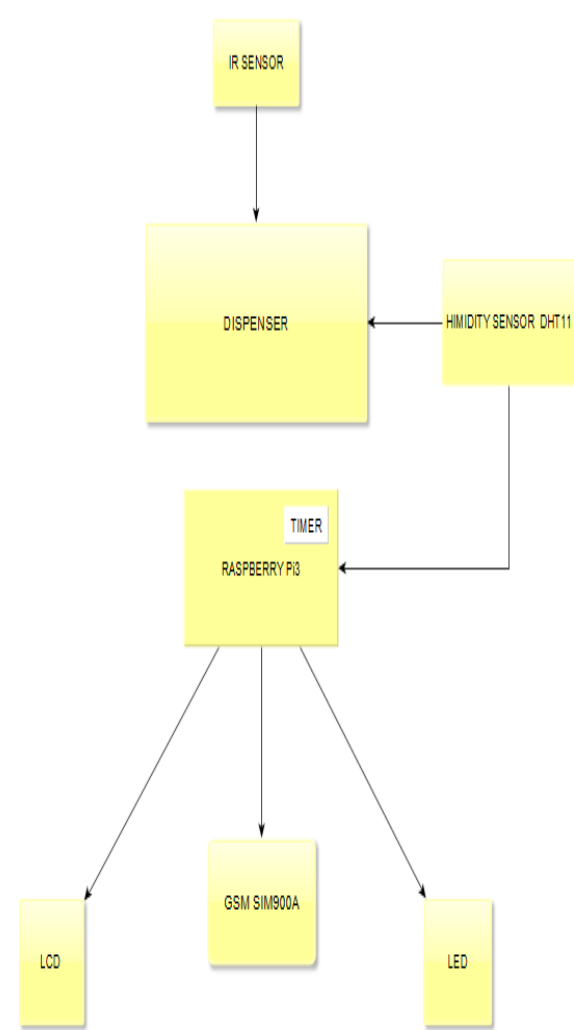 IR SENSOR
DISPENSER
HIMIDITY SENSOR DHT11
TIMER
RASPBERRY Pi3
GSM SIM900A
LCD
LED